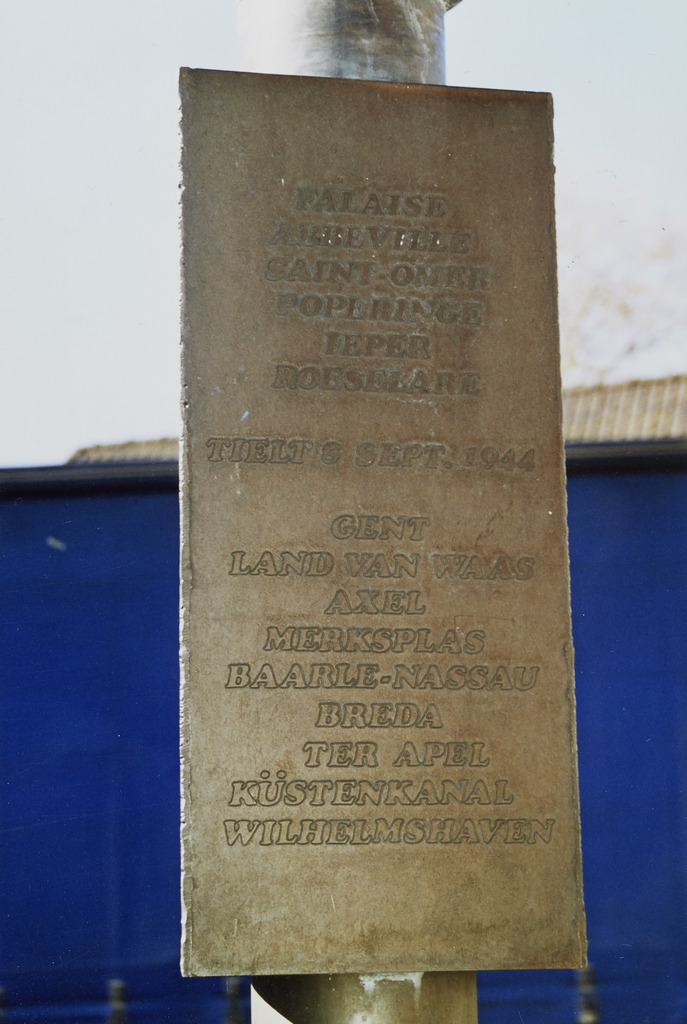 FALAISE
ABBEVILLE
SAINT-OMER
POPERINGE
IEPER
ROESELARE
TIELT 8 SEPT. 1944
GENT
LAND VAN WAAS
AXEL
MERKSPLAS
BAARLE-NASSAU
BREDA
TER APEL
KÜSTENKANAL
WILHELMSHAVEN